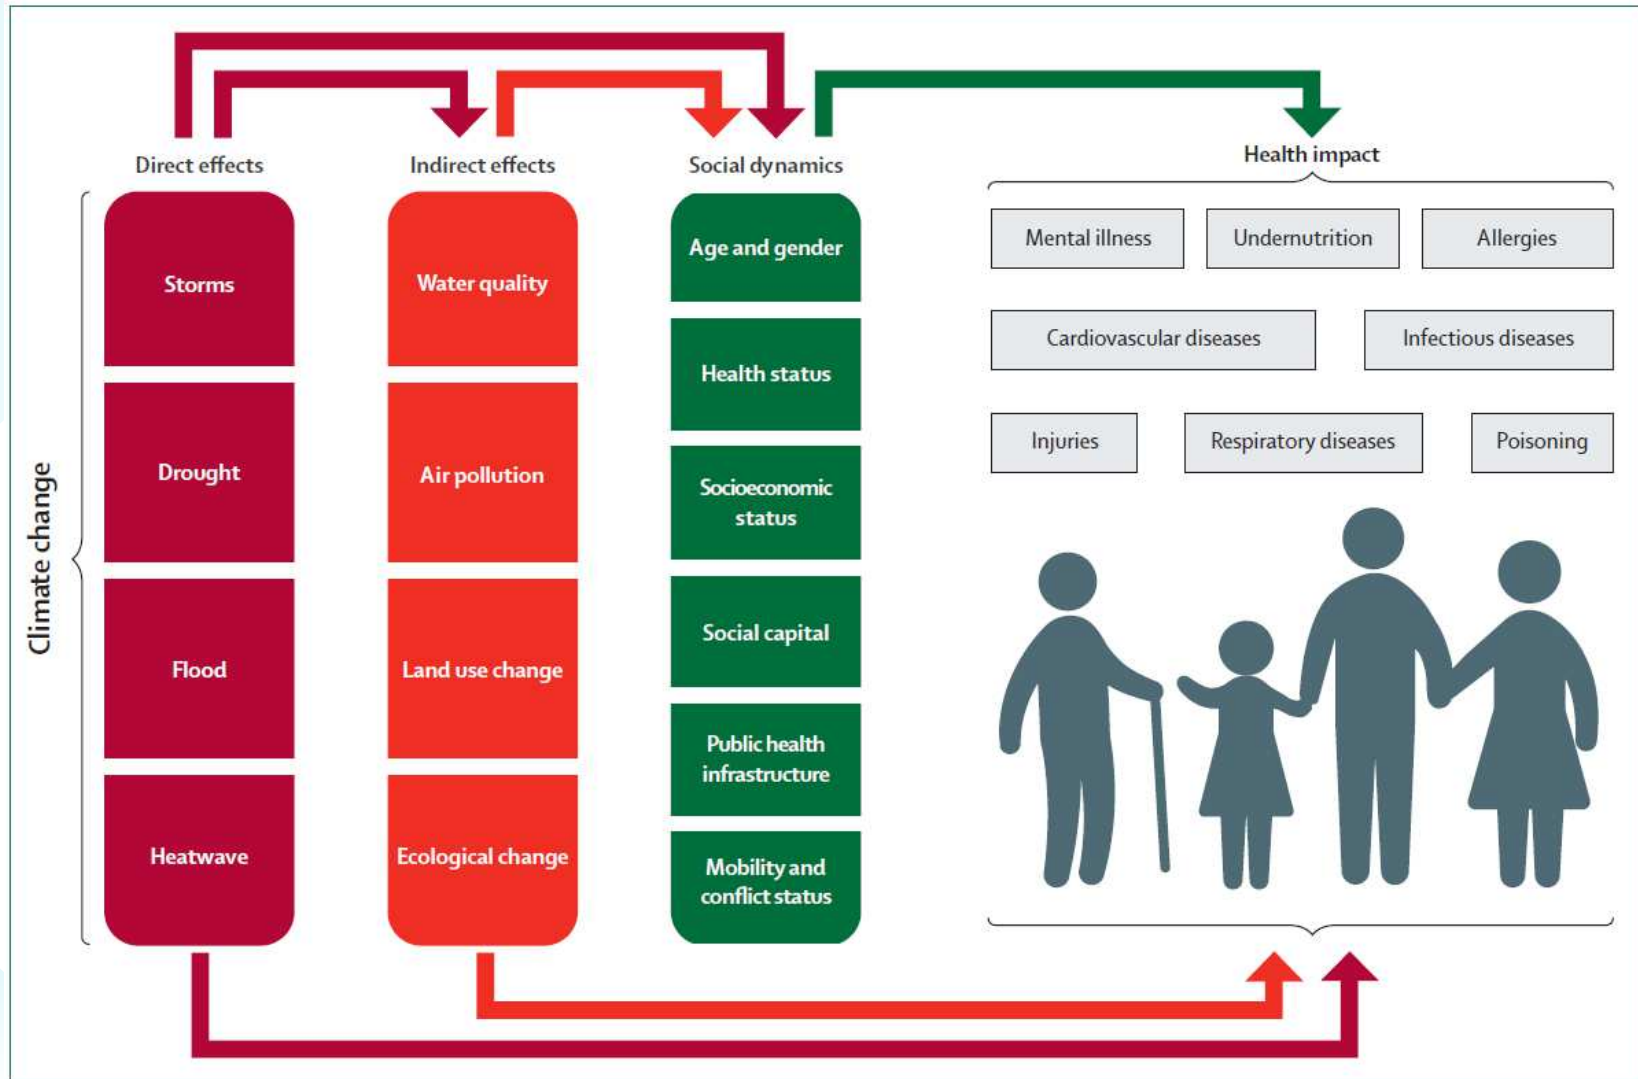 Direct effects
Indirect effects
Social dynamics
Health impact
Climate change
Storms
Drought
Flood
Heatwave
Water quality
Air pollution
Land use change
Ecological change
Age and gender
Health status
Socioeconomic
status
Social capital
Public health
infrastructure
Mobility and
conflict status
Mental illness
Undernutrition
Allergies
Cardiovascular diseases
Infectious diseases
Injuries
Respiratory diseases
Poisoning